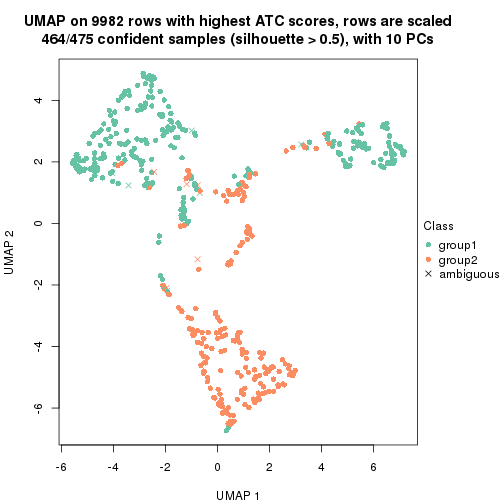 UMAP on 9982 rows with highest ATC scores, rows are scaled
464/475 confident samples (silhouette > 0.5), with 10 PCs
4
2
0
-2
-4
-6
UMAP 2
-6
-4
-2
0
2
4
6
UMAP 1
Class
group1
group2
ambiguous